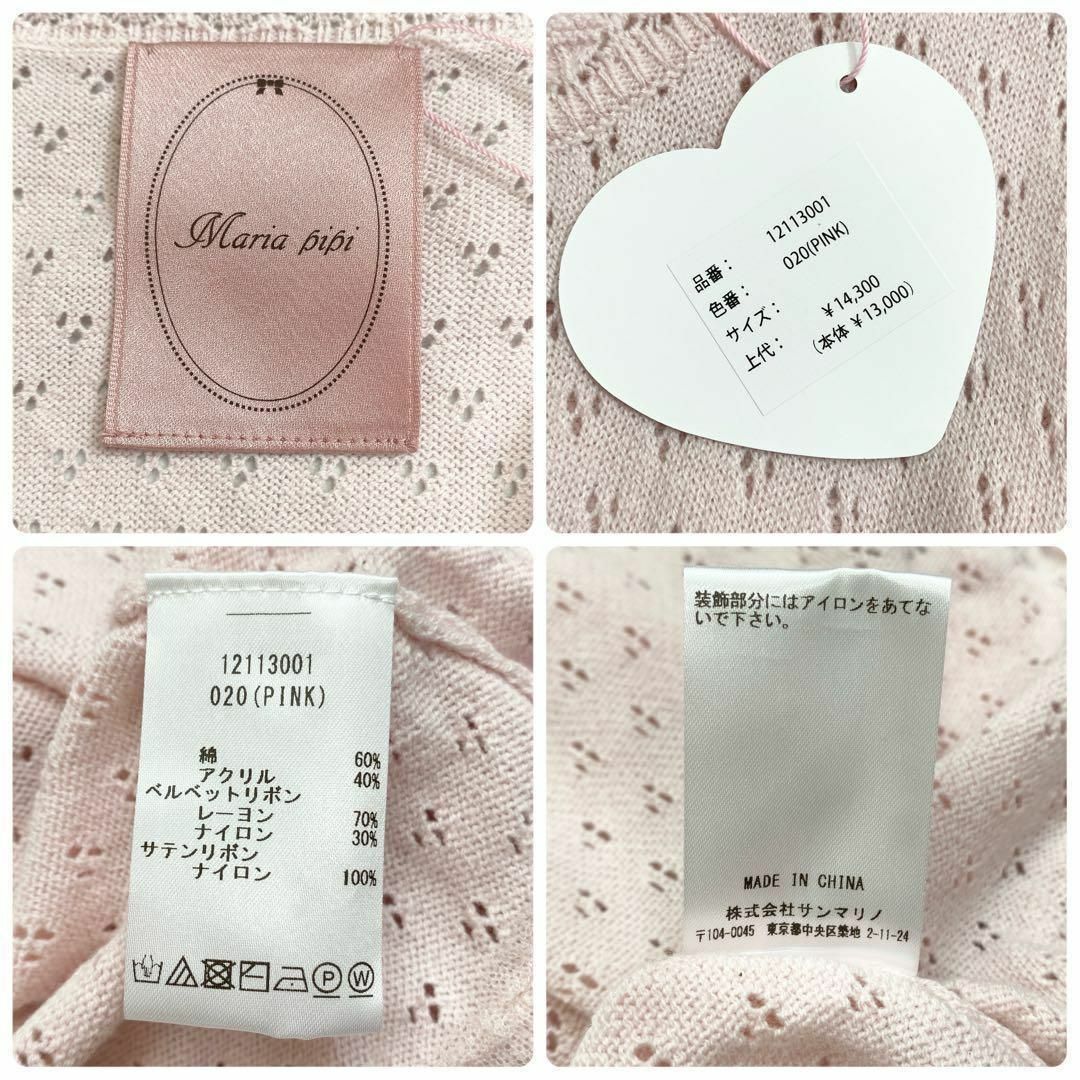 Maria pipi
品番： 12113001
色番： 020(PINK)
サイズ：
上代： ￥14,300
(本体 ￥13,000)
12113001
020(PINK)
綿 60%
アクリル 40%
ベルベットリボン
レーヨン 70%
ナイロン 30%
サテンリボン
ナイロン 100%
P W
装飾部分にはアイロンをあてな
いで下さい。
MADE IN CHINA
株式会社サンマリノ
〒104-0045 東京都中央区築地 2-11-24